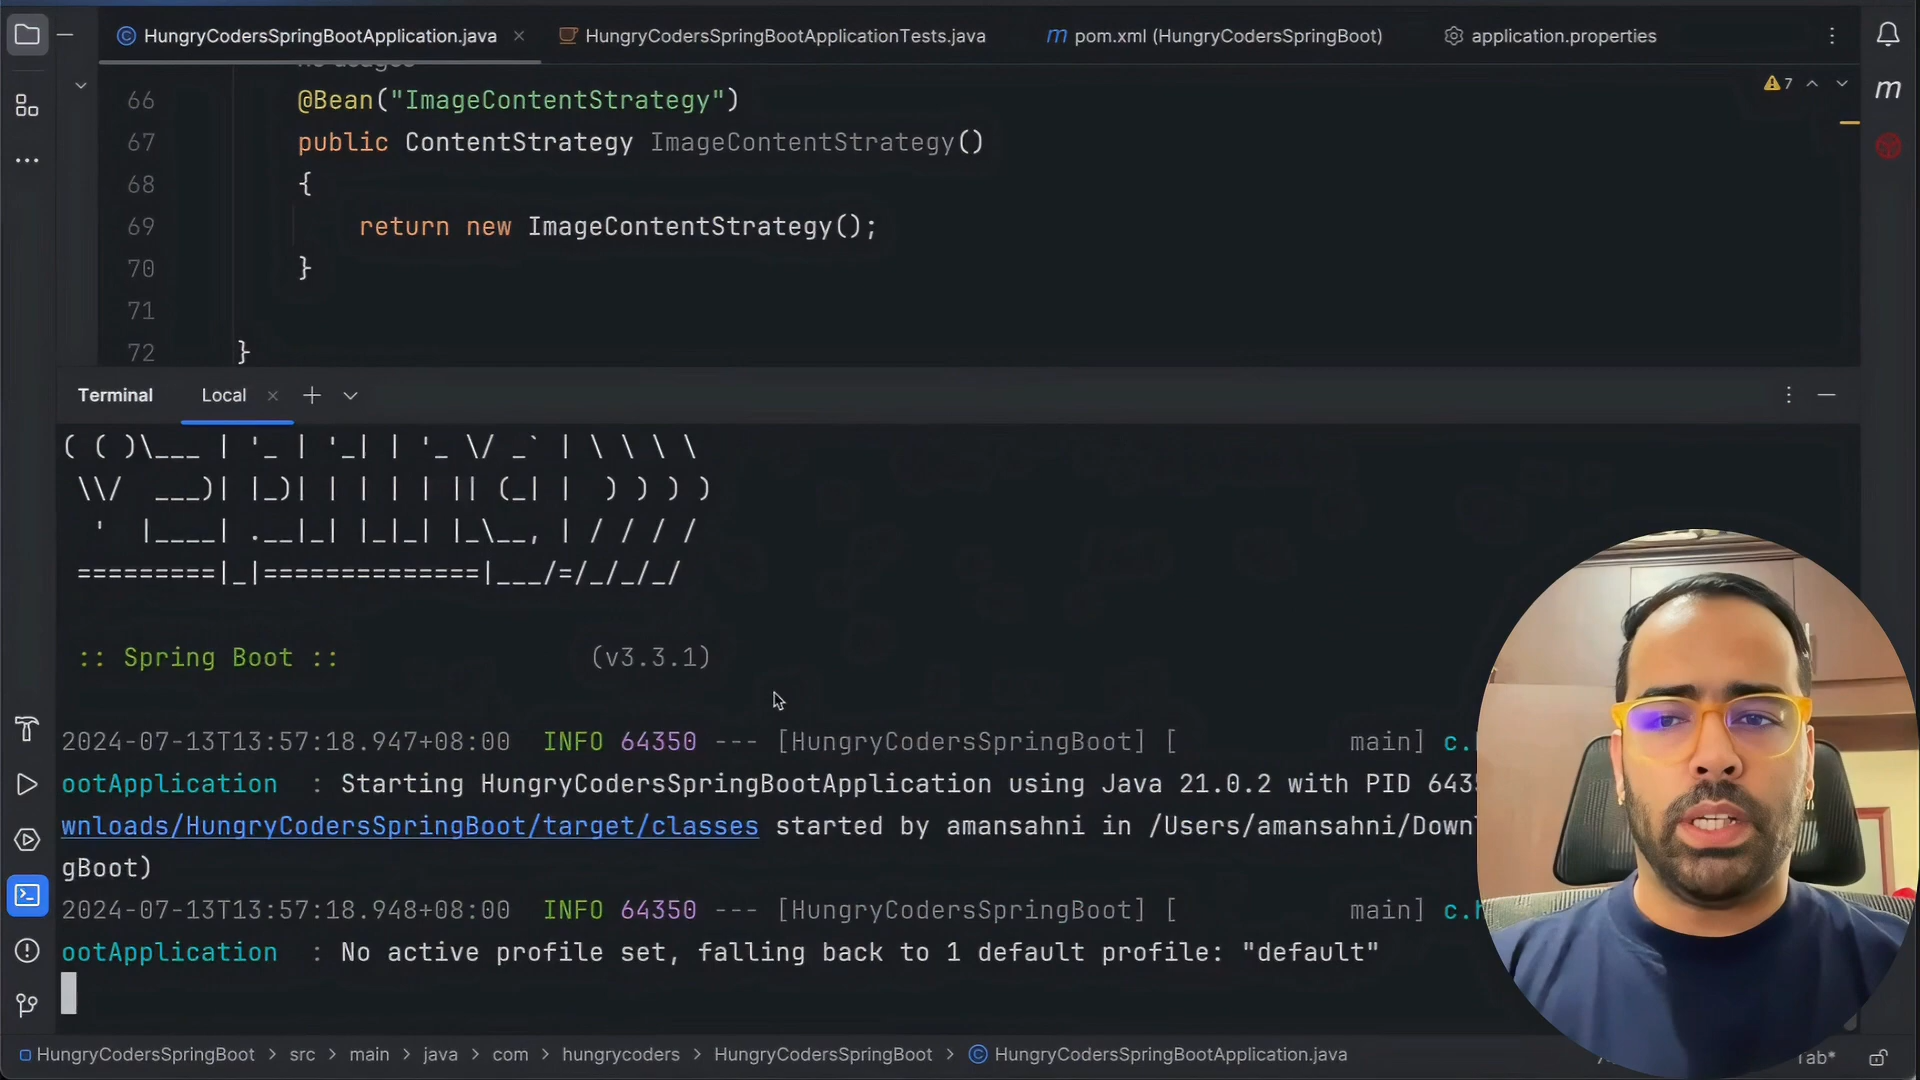 HungryCodersSpringBootApplication.java
HungryCodersSpringBootApplicationTests.java
pom.xml (HungryCodersSpringBoot)
application.properties
66 @Bean("ImageContentStrategy")
7
67 public ContentStrategy ImageContentStrategy()
68 {
69 return new ImageContentStrategy();
70 }
71
72 }
Terminal Local
( ( )\___ | '_ | '_| | '_ \/ _` | \ \ \ \
\\/  ___)| |_)| | | | | || (_| |  ) ) ) )
'  |____| .__|_| |_|_| |_\__, | / / / /
=========|_|==============|___/=/_/_/_/
:: Spring Boot :: (v3.3.1)
2024-07-13T13:57:18.947+08:00 INFO 64350 --- [HungryCodersSpringBoot] [ main] c.
ootApplication : Starting HungryCodersSpringBootApplication using Java 21.0.2 with PID 643
wnloads/HungryCodersSpringBoot/target/classes started by amansahni in /Users/amansahni/Down
gBoot)
2024-07-13T13:57:18.948+08:00 INFO 64350 --- [HungryCodersSpringBoot] [ main] c.
ootApplication : No active profile set, falling back to 1 default profile: "default"
HungryCodersSpringBoot > src > main > java > com > hungrycoders > HungryCodersSpringBoot > HungryCodersSpringBootApplication.java